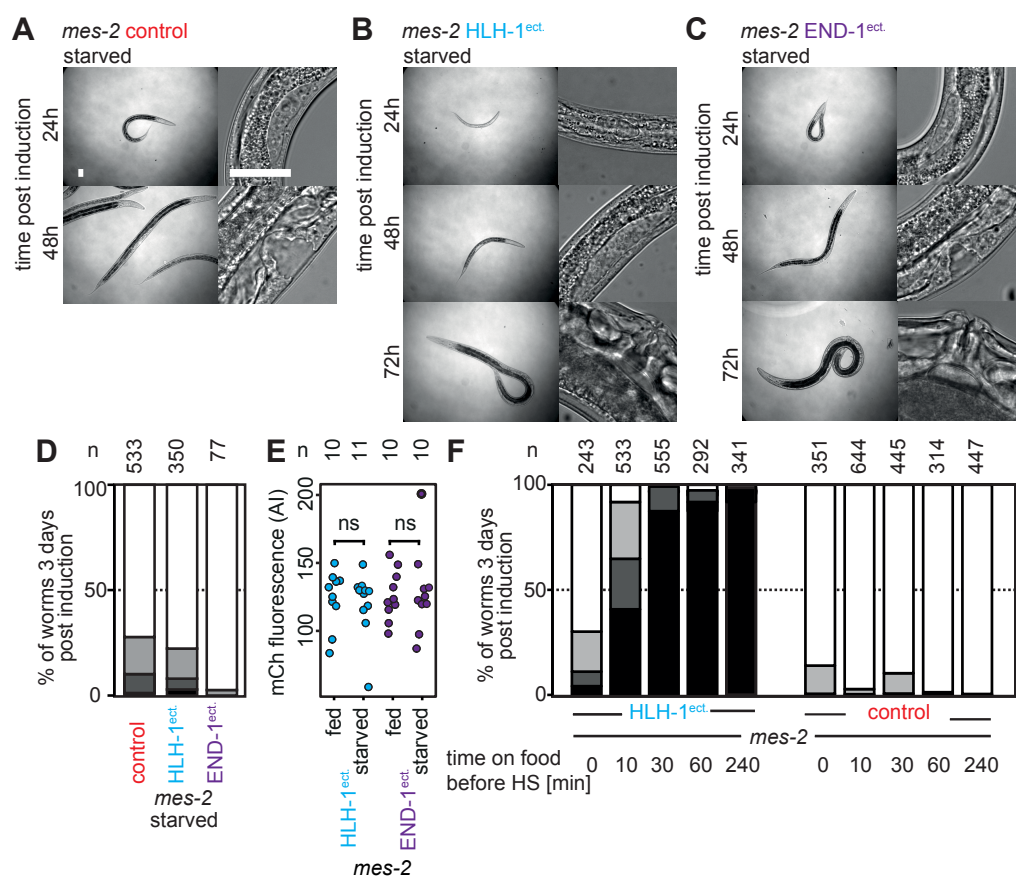 A
mes-2 control
starved
time post induction
24h
48h
B
mes-2 HLH-1ect.
starved
time post induction
24h
48h
72h
C
mes-2 END-1ect.
starved
time post induction
24h
48h
72h
D
n
533
350
77
% of worms 3 days
post induction
100
50
0
control
HLH-1ect.
END-1ect.
mes-2
starved
E
n
10
11
10
10
mCh fluorescence (AI)
200
150
100
ns
ns
fed
starved
fed
starved
HLH-1ect.
END-1ect.
mes-2
F
n
243
533
555
292
341
351
644
445
314
447
% of worms 3 days
post induction
100
50
0
HLH-1ect.
control
mes-2
time on food
before HS [min]
0 10 30 60 240 0 10 30 60 240